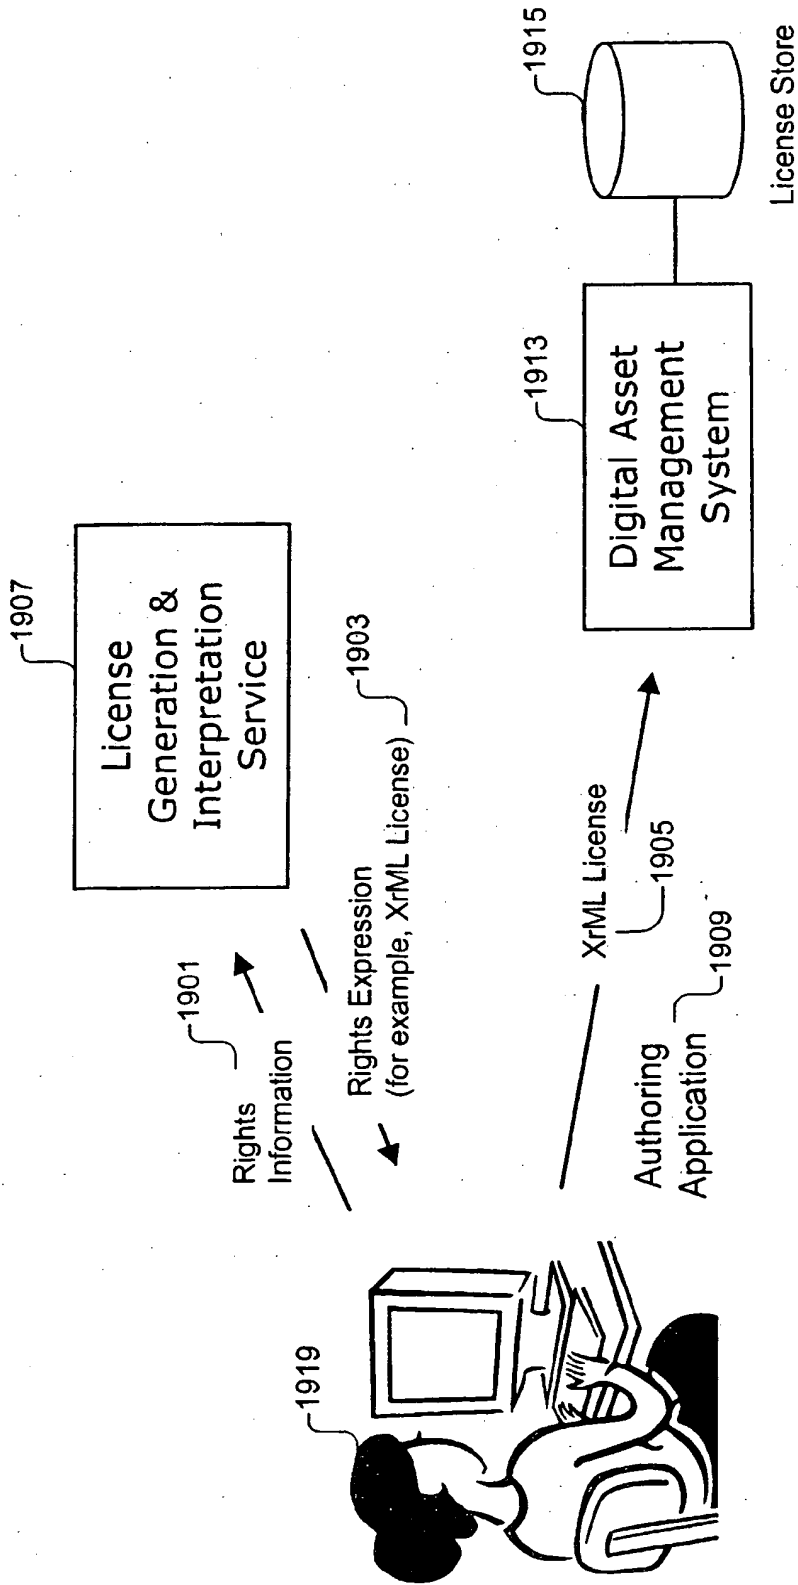 1907
License
Generation &
Interpretation
Service
1901
Rights
Information
Rights Expression
(for example, XrML License)
1903
1919
XrML License
1905
Authoring
Application
1909
1913
Digital Asset
Management
System
1915
License Store